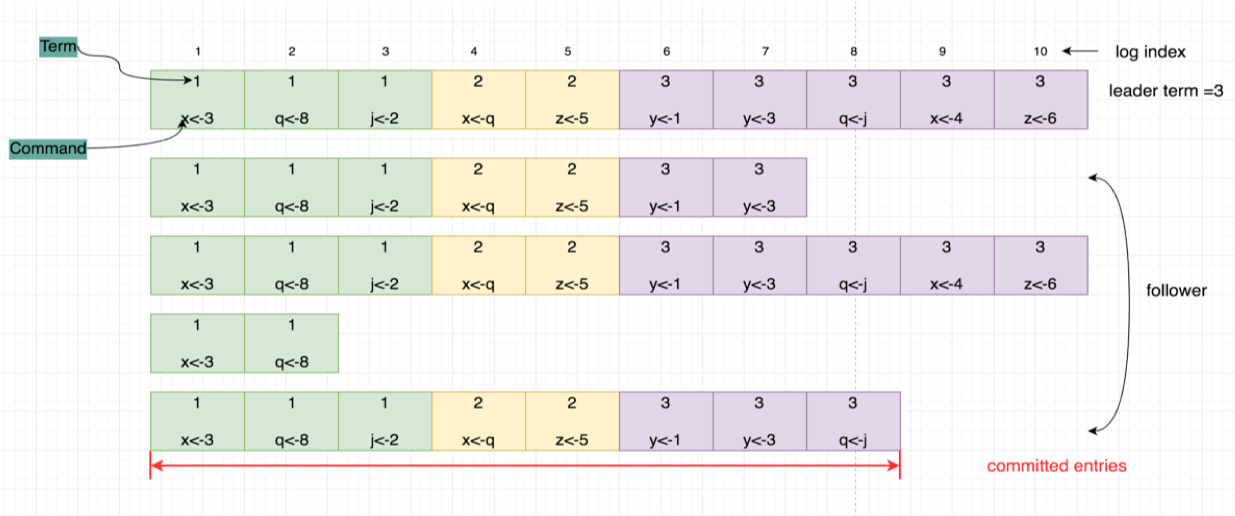 Term
1 2 3 4 5 6 7 8 9 10 log index
1 1 1 2 2 3 3 3 3 3
leader term =3
x<-3 q<-8 j<-2 x<-q z<-5 y<-1 y<-3 q<-j x<-4 z<-6
Command
1 1 1 2 2 3 3
x<-3 q<-8 j<-2 x<-q z<-5 y<-1 y<-3
1 1 1 2 2 3 3 3 3 3
x<-3 q<-8 j<-2 x<-q z<-5 y<-1 y<-3 q<-j x<-4 z<-6
follower
1 1
x<-3 q<-8
1 1 1 2 2 3 3 3
x<-3 q<-8 j<-2 x<-q z<-5 y<-1 y<-3 q<-j
committed entries